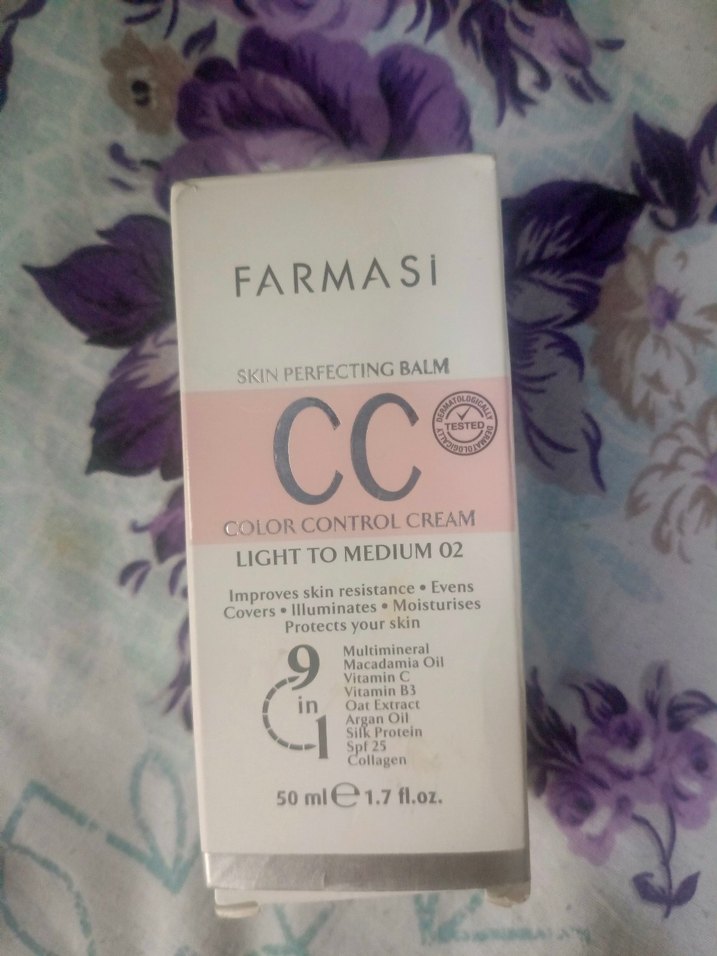 FARMASİ
SKIN PERFECTING BALM
CC
DERMATOLOGICALLY
TESTED
DERMATOLOGICALLY
COLOR CONTROL CREAM
LIGHT TO MEDIUM 02
Improves skin resistance • Evens
Covers • Illuminates • Moisturises
Protects your skin
9
in
1
Multimineral
Macadamia Oil
Vitamin C
Vitamin B3
Oat Extract
Argan Oil
Silk Protein
Spf 25
Collagen
50 ml ℮ 1.7 fl.oz.